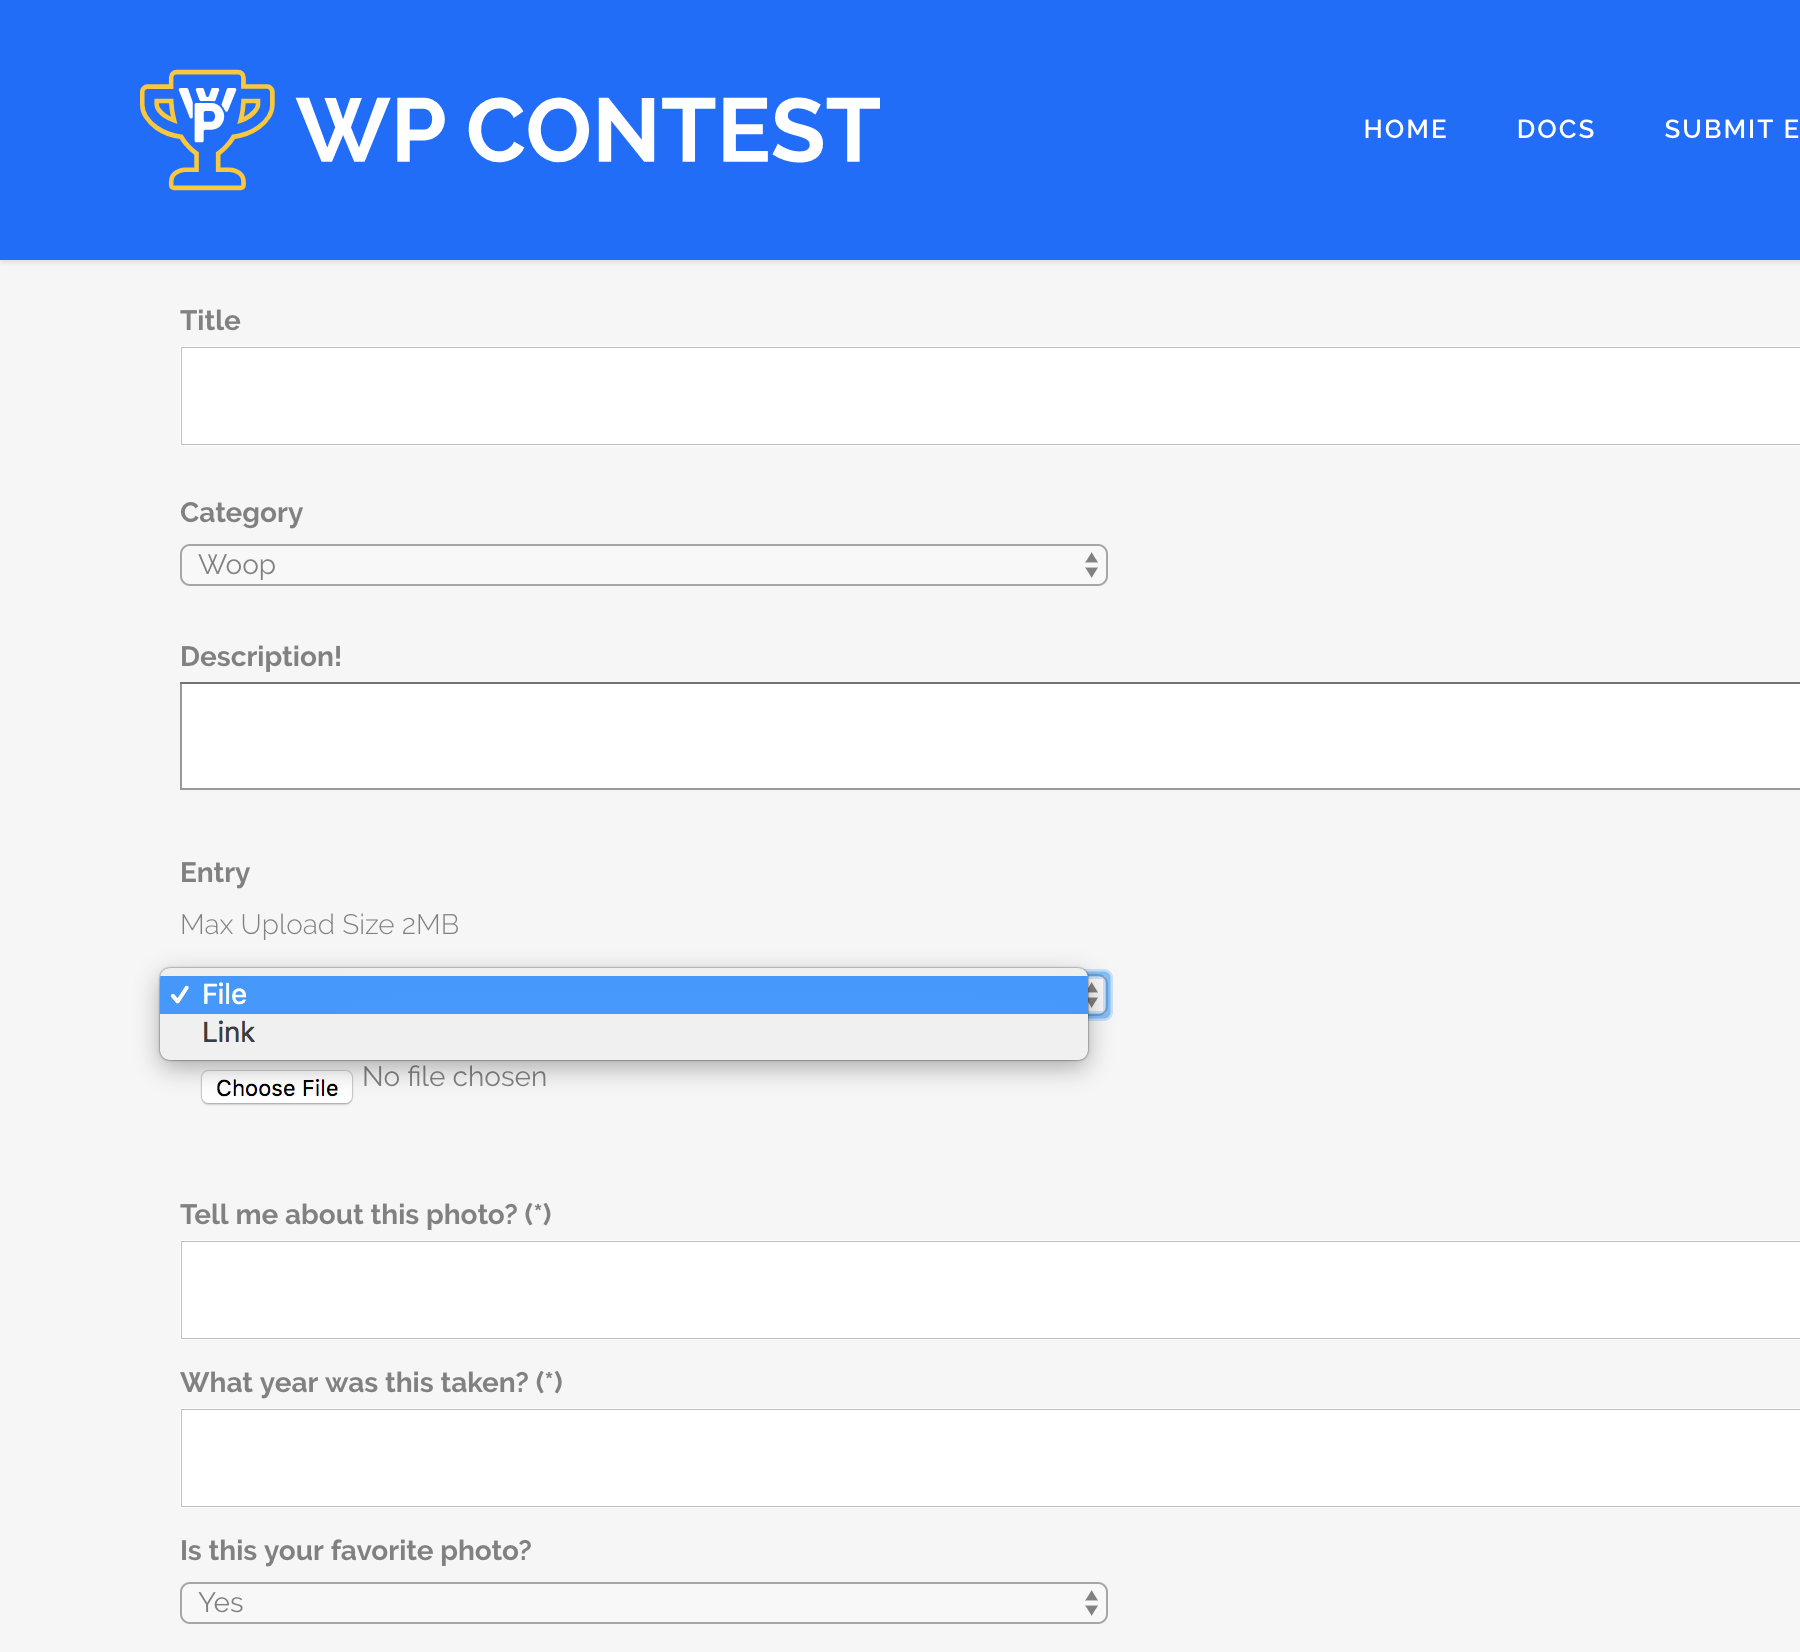 WP
WP CONTEST
HOME DOCS SUBMIT E
Title
Category
Woop
Description!
Entry
Max Upload Size 2MB
✓ File
Link
Choose File No file chosen
Tell me about this photo? (*)
What year was this taken? (*)
Is this your favorite photo?
Yes